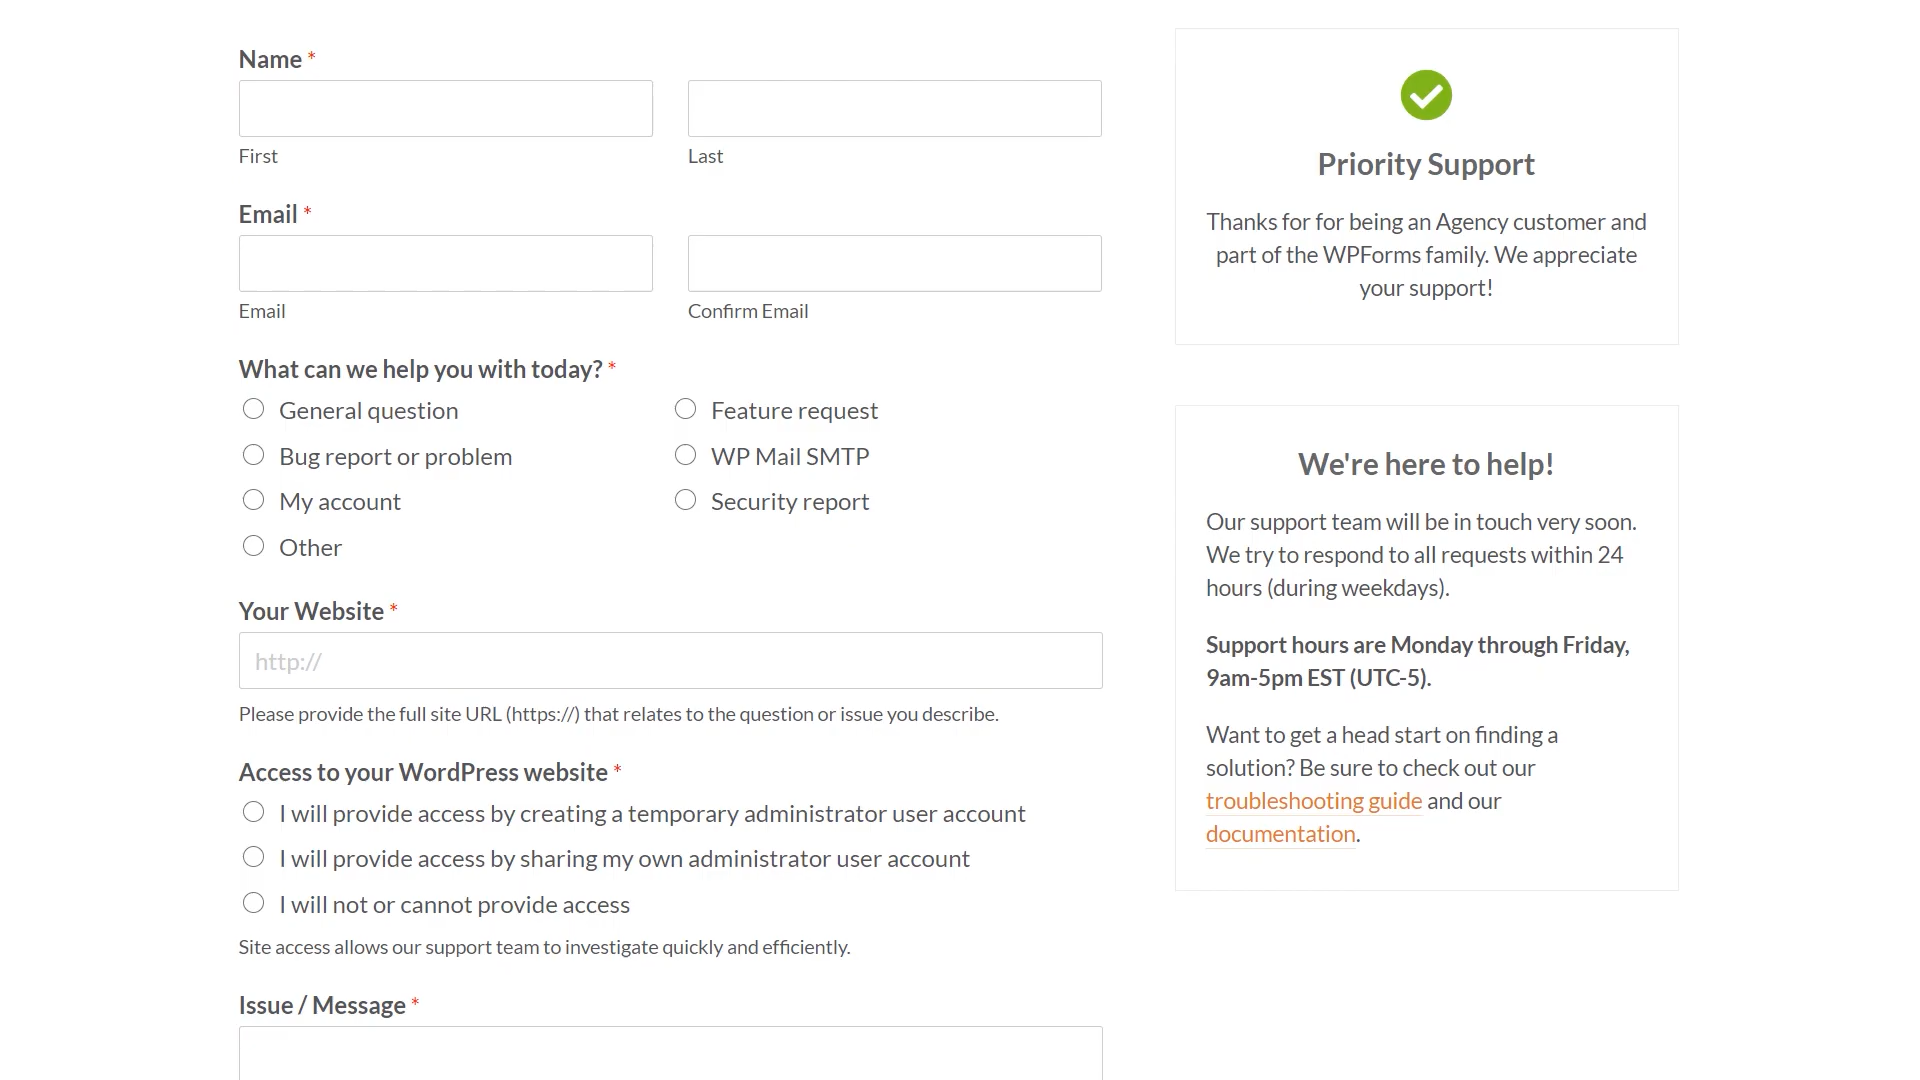 Name *
First
Last
Email *
Email
Confirm Email
What can we help you with today? *
General question
Feature request
Bug report or problem
WP Mail SMTP
My account
Security report
Other
Your Website *
http://
Please provide the full site URL (https://) that relates to the question or issue you describe.
Access to your WordPress website *
I will provide access by creating a temporary administrator user account
I will provide access by sharing my own administrator user account
I will not or cannot provide access
Site access allows our support team to investigate quickly and efficiently.
Issue / Message *
Priority Support
Thanks for for being an Agency customer and
part of the WPForms family. We appreciate
your support!
We're here to help!
Our support team will be in touch very soon.
We try to respond to all requests within 24
hours (during weekdays).
Support hours are Monday through Friday,
9am-5pm EST (UTC-5).
Want to get a head start on finding a
solution? Be sure to check out our
troubleshooting guide and our
documentation.